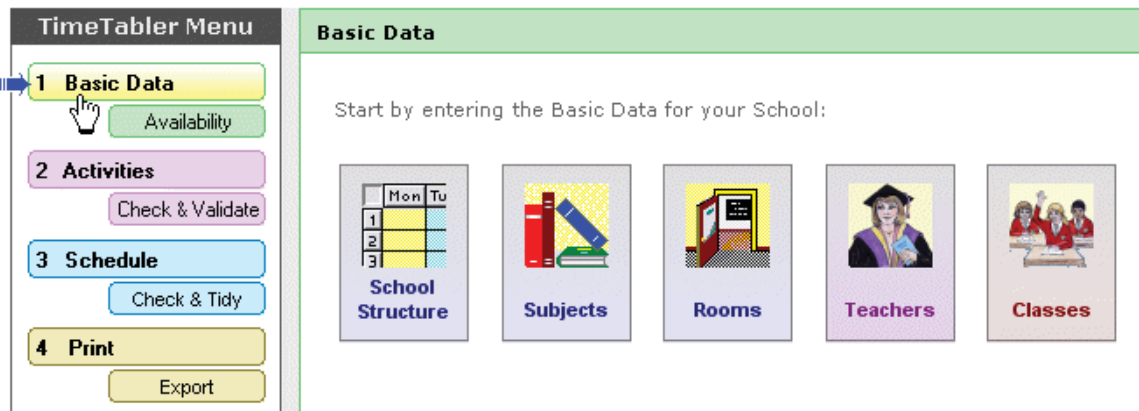 TimeTabler Menu
1 Basic Data
Availability
2 Activities
Check & Validate
3 Schedule
Check & Tidy
4 Print
Export
Basic Data
Start by entering the Basic Data for your School:
Mon Tu
1
2
3
School
Structure
Subjects
Rooms
Teachers
Classes